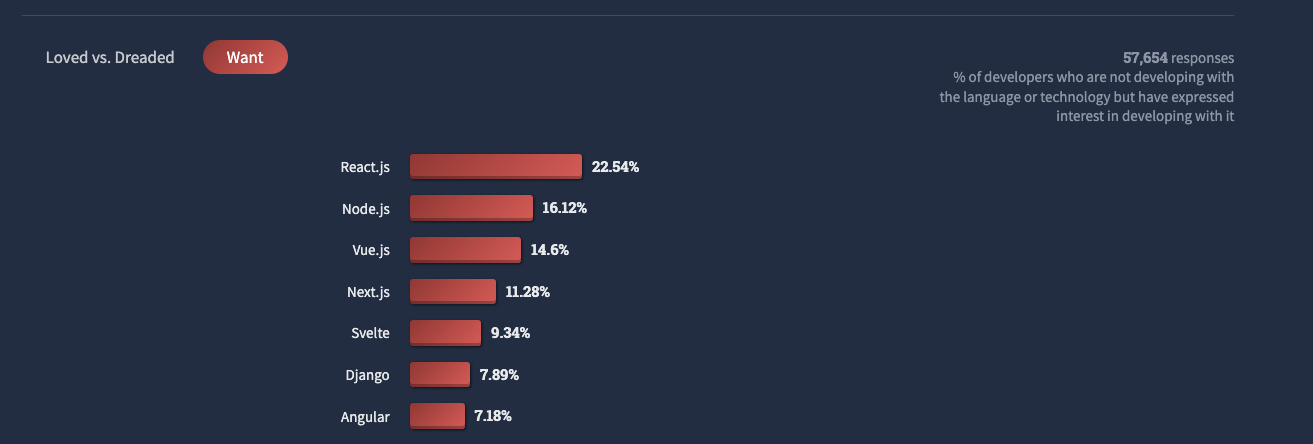 Loved vs. Dreaded
Want
57,654 responses
% of developers who are not developing with
the language or technology but have expressed
interest in developing with it
React.js 22.54%
Node.js 16.12%
Vue.js 14.6%
Next.js 11.28%
Svelte 9.34%
Django 7.89%
Angular 7.18%